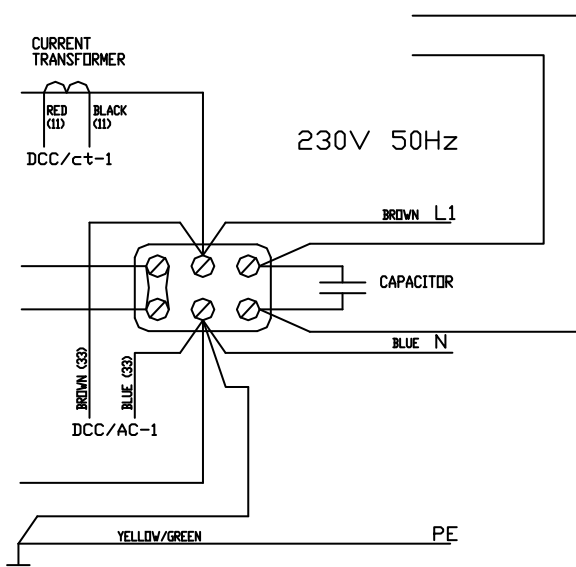 CURRENT
TRANSFORMER
RED
(11)
BLACK
(11)
DCC/ct-1
230V 50Hz
BROWN L1
CAPACITOR
BLUE N
BROWN (33)
BLUE (33)
DCC/AC-1
YELLOW/GREEN PE